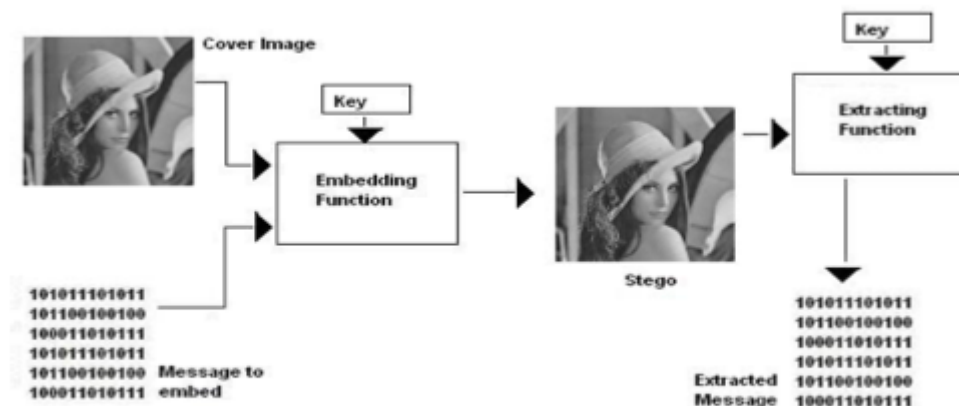 Cover Image
Key
Embedding
Function
101011101011
101100100100
100011010111
101011101011
101100100100
100011010111
Message to
embed
Stego
Key
Extracting
Function
101011101011
101100100100
100011010111
101011101011
101100100100
100011010111
Extracted
Message